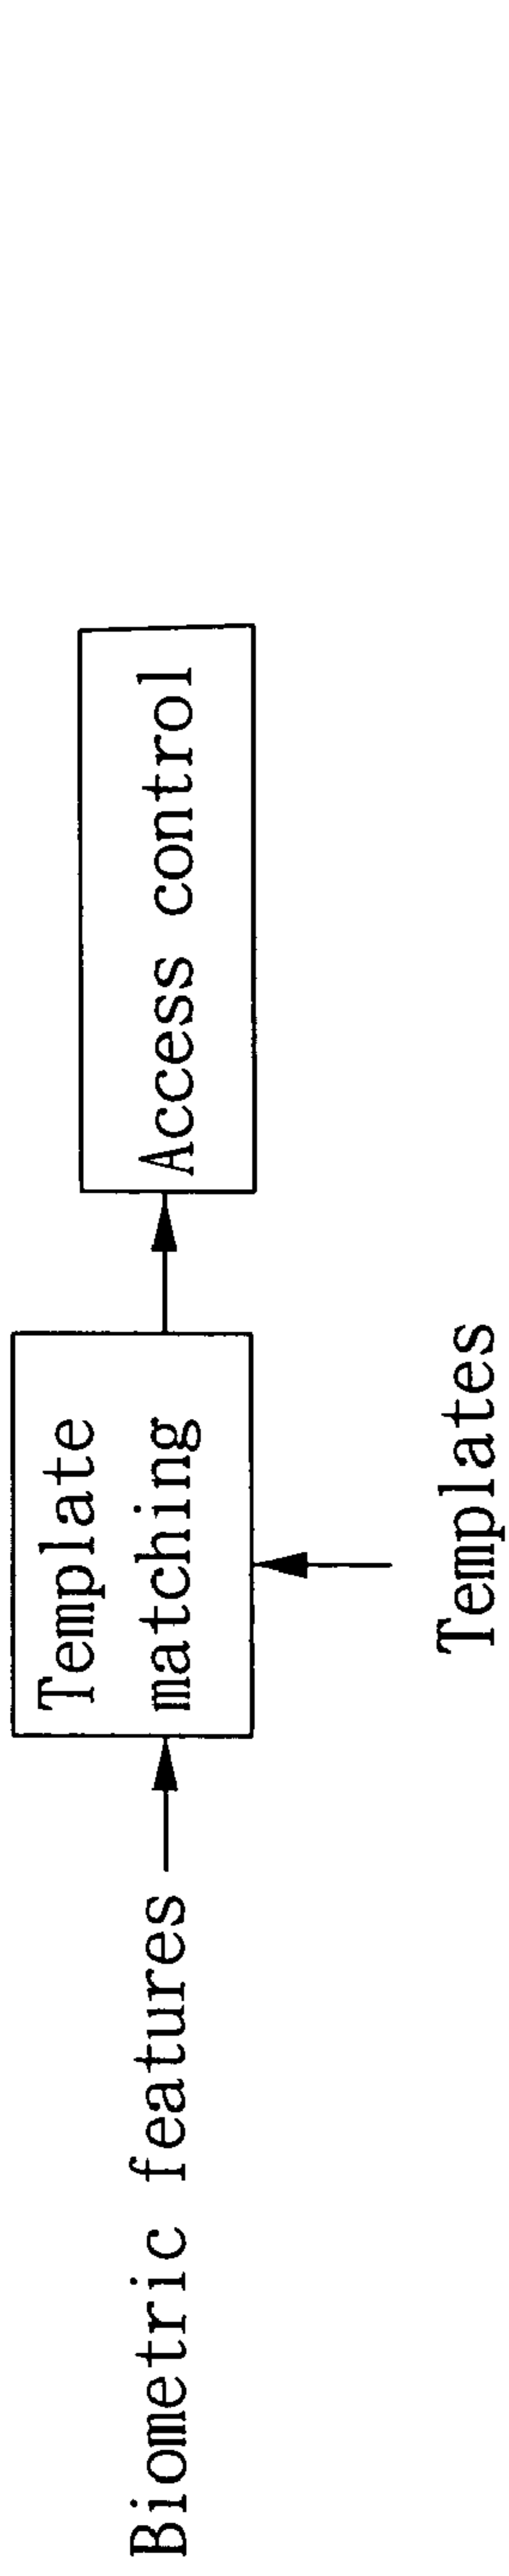 Biometric features
Template
matching
Access control
Templates